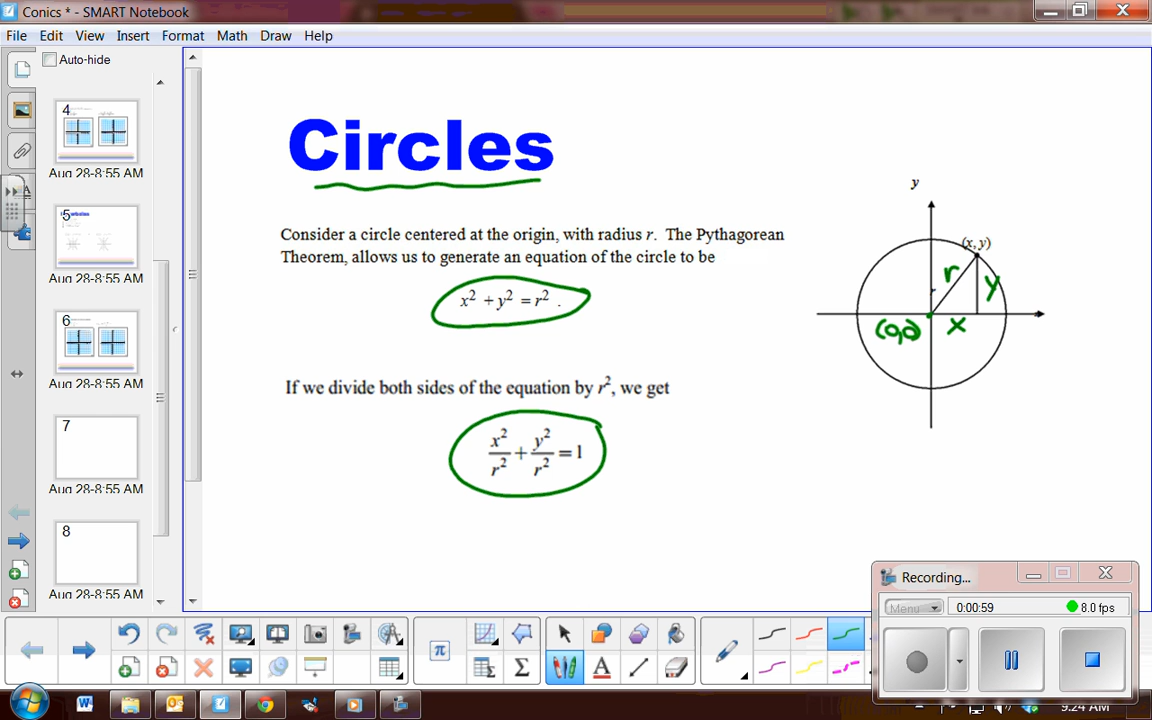 Conics * - SMART Notebook
File Edit View Insert Format Math Draw Help
Auto-hide
4
Aug 28-8:55 AM
5
Aug 28-8:55 AM
6
Aug 28-8:55 AM
7
Aug 28-8:55 AM
8
Aug 28-8:55 AM
Circles
Consider a circle centered at the origin, with radius r. The Pythagorean
Theorem, allows us to generate an equation of the circle to be
x² + y² = r² .
If we divide both sides of the equation by r², we get
x²/r² + y²/r² = 1
y
(x, y)
r
y
r
(0,0) x
Recording...
Menu
0:00:59
8.0 fps
π
Σ
A
W
9:24 AM